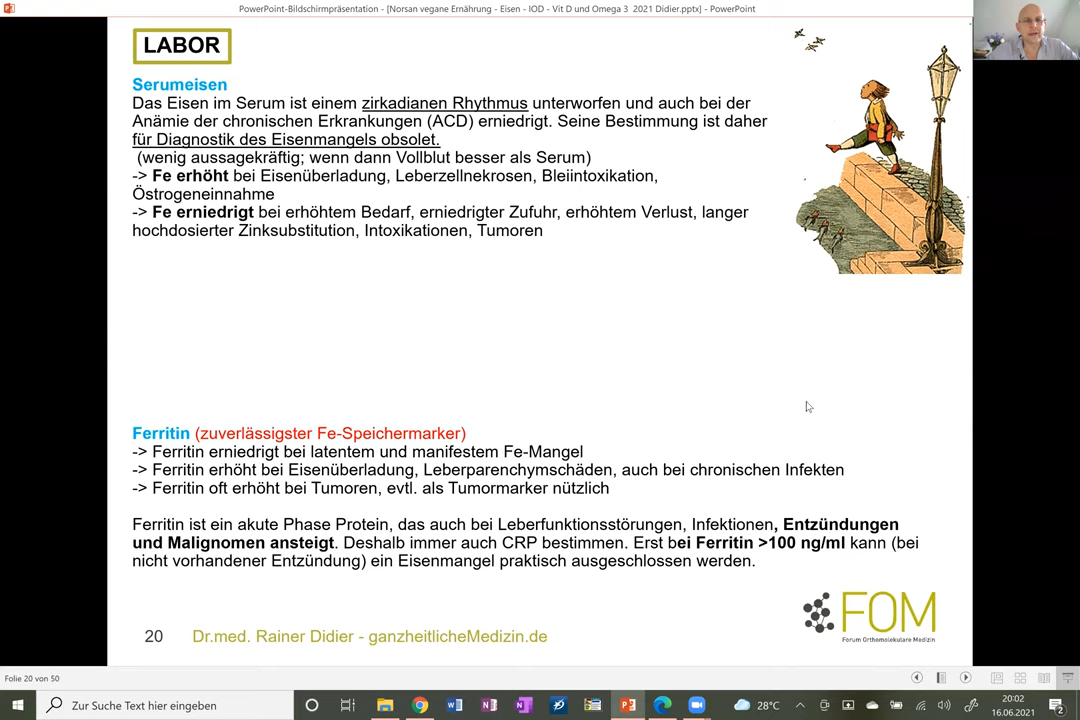 PowerPoint-Bildschirmpräsentation - [Norsan vegane Ernährung - Eisen - IOD - Vit D und Omega 3 2021 Didier.pptx] - PowerPoint
LABOR
Serumeisen
Das Eisen im Serum ist einem zirkadianen Rhythmus unterworfen und auch bei der
Anämie der chronischen Erkrankungen (ACD) erniedrigt. Seine Bestimmung ist daher
für Diagnostik des Eisenmangels obsolet.
(wenig aussagekräftig; wenn dann Vollblut besser als Serum)
-> Fe erhöht bei Eisenüberladung, Leberzellnekrosen, Bleiintoxikation,
Östrogeneinnahme
-> Fe erniedrigt bei erhöhtem Bedarf, erniedrigter Zufuhr, erhöhtem Verlust, langer
hochdosierter Zinksubstitution, Intoxikationen, Tumoren
Ferritin (zuverlässigster Fe-Speichermarker)
-> Ferritin erniedrigt bei latentem und manifestem Fe-Mangel
-> Ferritin erhöht bei Eisenüberladung, Leberparenchymschäden, auch bei chronischen Infekten
-> Ferritin oft erhöht bei Tumoren, evtl. als Tumormarker nützlich
Ferritin ist ein akute Phase Protein, das auch bei Leberfunktionsstörungen, Infektionen, Entzündungen
und Malignomen ansteigt. Deshalb immer auch CRP bestimmen. Erst bei Ferritin >100 ng/ml kann (bei
nicht vorhandener Entzündung) ein Eisenmangel praktisch ausgeschlossen werden.
FOM
Forum Orthomolekulare Medizin
20 Dr.med. Rainer Didier - ganzheitlicheMedizin.de
Folie 20 von 50
Zur Suche Text hier eingeben
28°C
20:02
16.06.2021
2